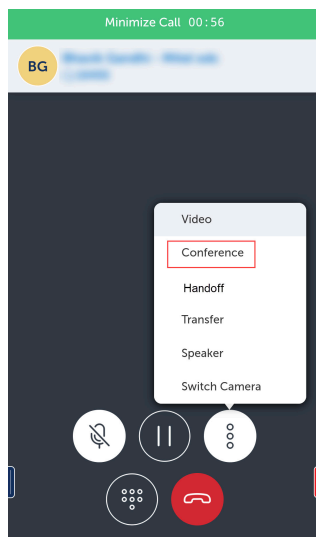 Minimize Call 00:56
BG
Video
Conference
Handoff
Transfer
Speaker
Switch Camera